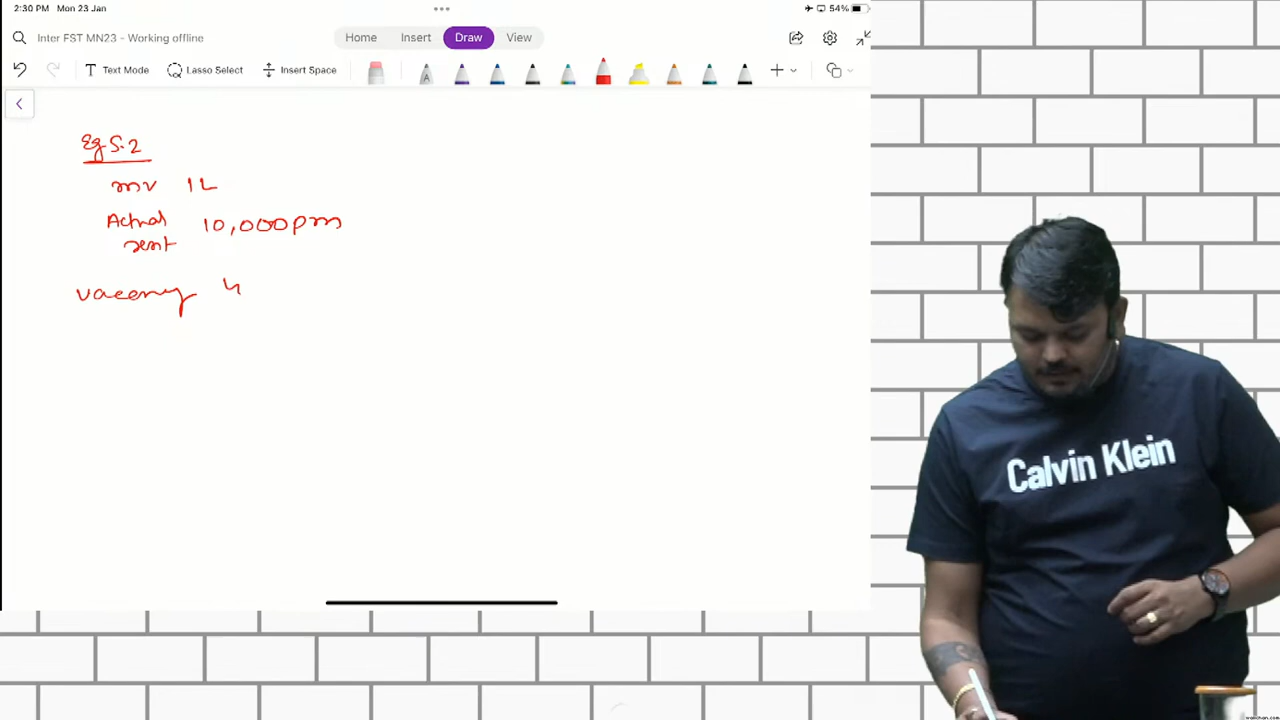 2:30 PM Mon 23 Jan
54%
Inter FST MN23 - Working offline
Home Insert Draw View
Text Mode Lasso Select Insert Space
A
Eg 5.2
mv 1L
Actual 10,000pm
rent
vacancy 4
Calvin Klein